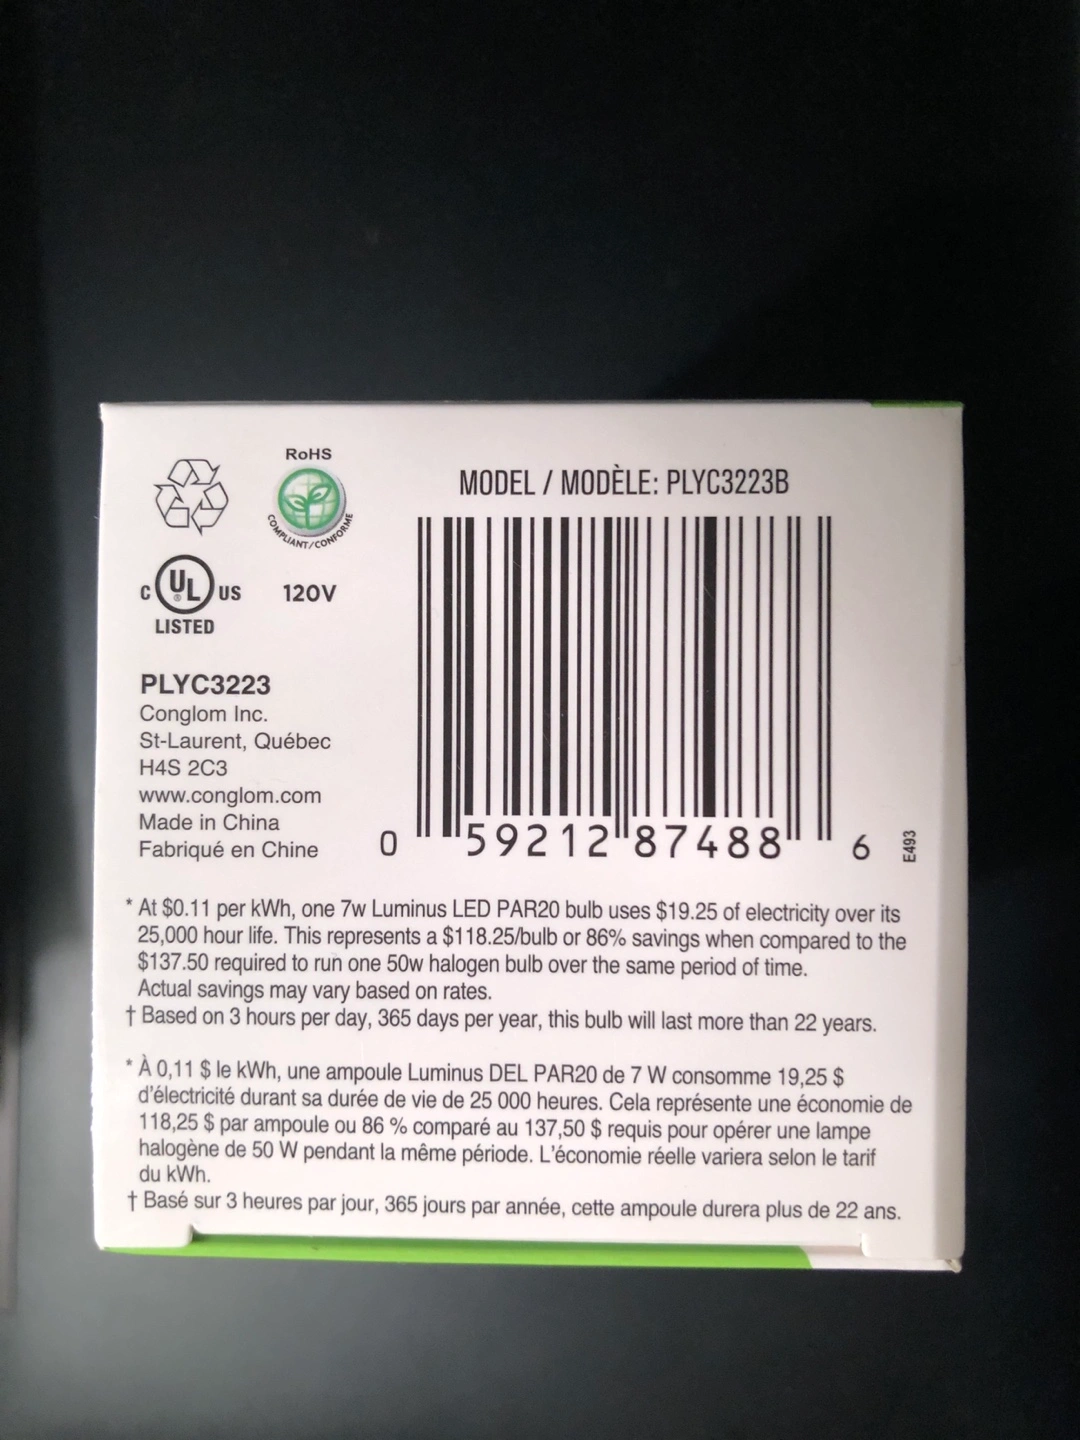 RoHS
COMPLIANT/CONFORME
MODEL / MODÈLE: PLYC3223B
C UL ® US
LISTED
120V
PLYC3223
Conglom Inc.
St-Laurent, Québec
H4S 2C3
www.conglom.com
Made in China
Fabriqué en Chine
0 59212 87488 6
E493
* At $0.11 per kWh, one 7w Luminus LED PAR20 bulb uses $19.25 of electricity over its
25,000 hour life. This represents a $118.25/bulb or 86% savings when compared to the
$137.50 required to run one 50w halogen bulb over the same period of time.
Actual savings may vary based on rates.
† Based on 3 hours per day, 365 days per year, this bulb will last more than 22 years.
* À 0,11 $ le kWh, une ampoule Luminus DEL PAR20 de 7 W consomme 19,25 $
d'électricité durant sa durée de vie de 25 000 heures. Cela représente une économie de
118,25 $ par ampoule ou 86 % comparé au 137,50 $ requis pour opérer une lampe
halogène de 50 W pendant la même période. L'économie réelle variera selon le tarif
du kWh.
† Basé sur 3 heures par jour, 365 jours par année, cette ampoule durera plus de 22 ans.